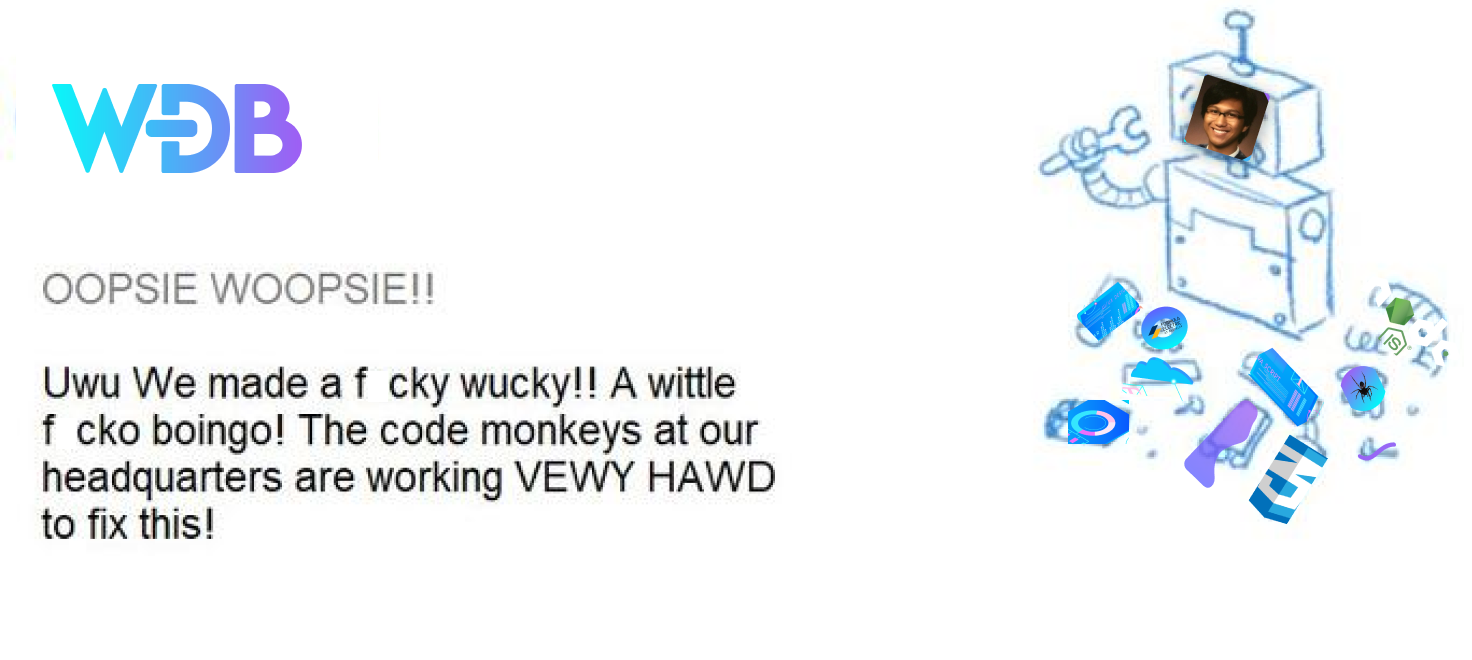 WDB
OOPSIE WOOPSIE!!
Uwu We made a f cky wucky!! A wittle
f cko boingo! The code monkeys at our
headquarters are working VEWY HAWD
to fix this!
JS